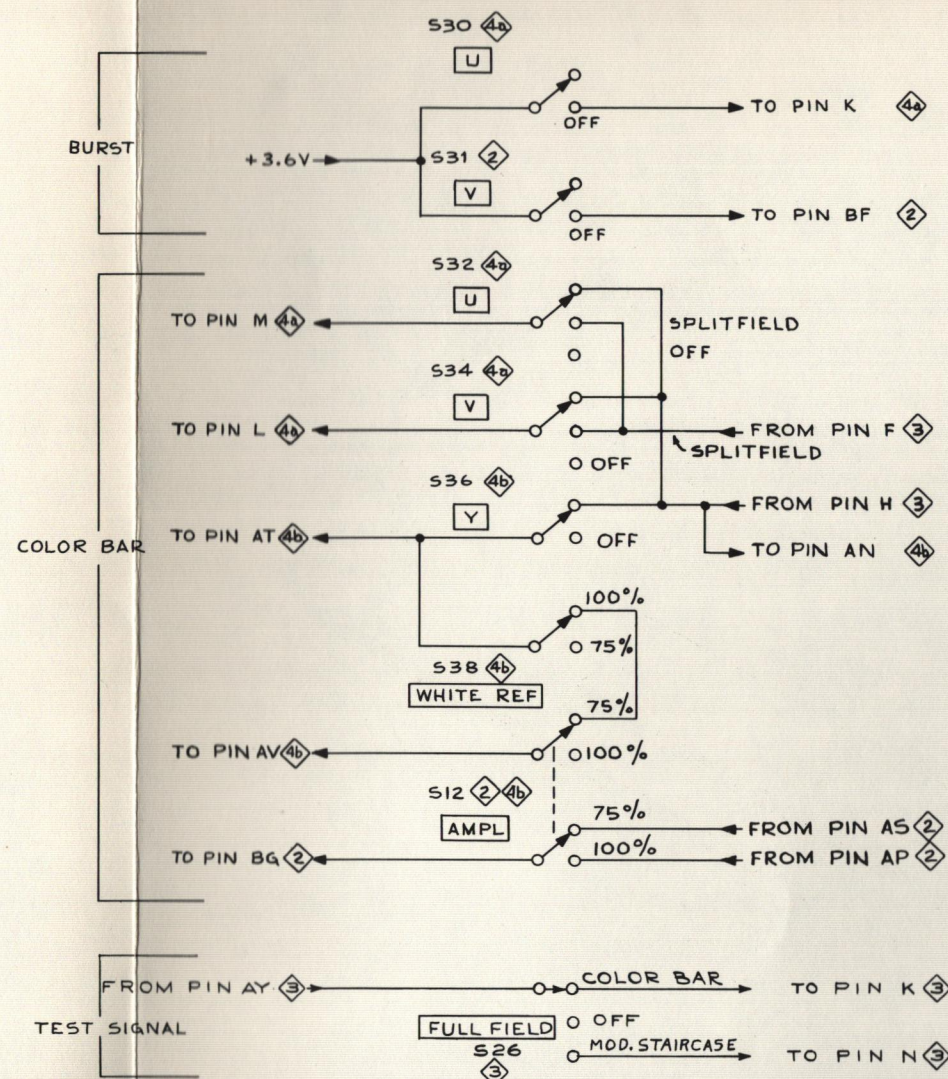 S30 4a
U
TO PIN K 4a
OFF
BURST
+3.6V
S31 2
V
TO PIN BF 2
OFF
S32 4a
U
TO PIN M 4a
SPLITFIELD
OFF
S34 4a
V
TO PIN L 4a
FROM PIN F 3
SPLITFIELD
OFF
S36 4b
Y
FROM PIN H 3
COLOR BAR
TO PIN AT 4b
OFF
TO PIN AN 4b
100%
75%
S38 4b
WHITE REF
75%
TO PIN AV 4b
100%
S12 2 4b
AMPL
75%
FROM PIN AS 2
TO PIN BG 2
100%
FROM PIN AP 2
FROM PIN AY 3
COLOR BAR
TO PIN K 3
TEST SIGNAL
FULL FIELD
OFF
S26
3
MOD. STAIRCASE
TO PIN N 3